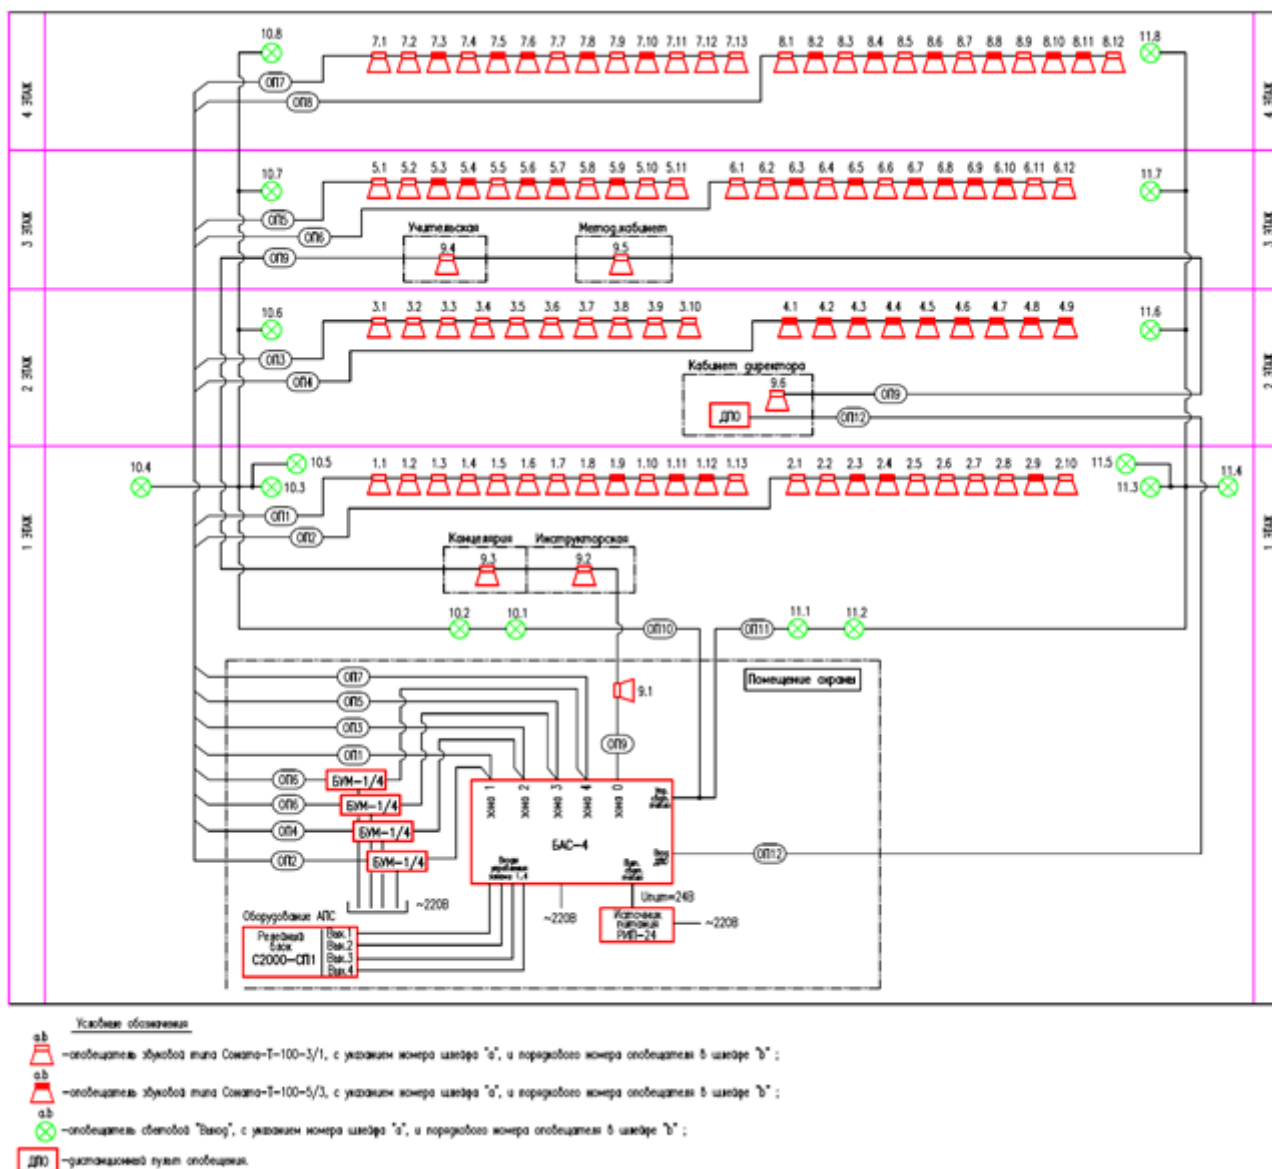 10.8
7.1 7.2 7.3 7.4 7.5 7.6 7.7 7.8 7.9 7.10 7.11 7.12 7.13
8.1 8.2 8.3 8.4 8.5 8.6 8.7 8.8 8.9 8.10 8.11 8.12
11.8
ОП7
ОП8
4 ЭТАЖ
4 ЭТАЖ
10.7
5.1 5.2 5.3 5.4 5.5 5.6 5.7 5.8 5.9 5.10 5.11
6.1 6.2 6.3 6.4 6.5 6.6 6.7 6.8 6.9 6.10 6.11 6.12
11.7
ОП5
ОП6
3 ЭТАЖ
3 ЭТАЖ
Учительская
Метод.кабинет
9.4
9.5
ОП9
10.6
3.1 3.2 3.3 3.4 3.5 3.6 3.7 3.8 3.9 3.10
4.1 4.2 4.3 4.4 4.5 4.6 4.7 4.8 4.9
11.6
ОП3
ОП4
2 ЭТАЖ
2 ЭТАЖ
Кабинет директора
9.6
ОП9
ДПО
ОП12
10.4
10.5
10.3
1.1 1.2 1.3 1.4 1.5 1.6 1.7 1.8 1.9 1.10 1.11 1.12 1.13
2.1 2.2 2.3 2.4 2.5 2.6 2.7 2.8 2.9 2.10
11.5
11.4
11.3
ОП1
ОП2
1 ЭТАЖ
1 ЭТАЖ
Канцелярия
Инструкторская
9.3
9.2
10.2
10.1
ОП10
ОП11
11.1
11.2
Помещение охраны
ОП7
ОП5
ОП3
ОП1
9.1
ОП9
ОП6
БУМ-1/4
ОП6
БУМ-1/4
ОП4
БУМ-1/4
ОП2
БУМ-1/4
зона 1
зона 2
зона 3
зона 4
зона 0
БАС-4
Входы
управления
зонами 1,4
ОП12
~220В
~220В
Uпит=24В
Источник
питания
РИП-24
~220В
Оборудование АПС
Релейный
блок
С2000-СП1
Вых.1
Вых.2
Вых.3
Вых.4
Условные обозначения
a.b
-оповещатель звуковой типа Соната-Т-100-3/1, с указанием номера шлейфа "a", и порядкового номера оповещателя в шлейфе "b" ;
a.b
-оповещатель звуковой типа Соната-Т-100-5/3, с указанием номера шлейфа "a", и порядкового номера оповещателя в шлейфе "b" ;
a.b
-оповещатель световой "Выход", с указанием номера шлейфа "a", и порядкового номера оповещателя в шлейфе "b" ;
ДПО
-дистанционный пульт оповещения.